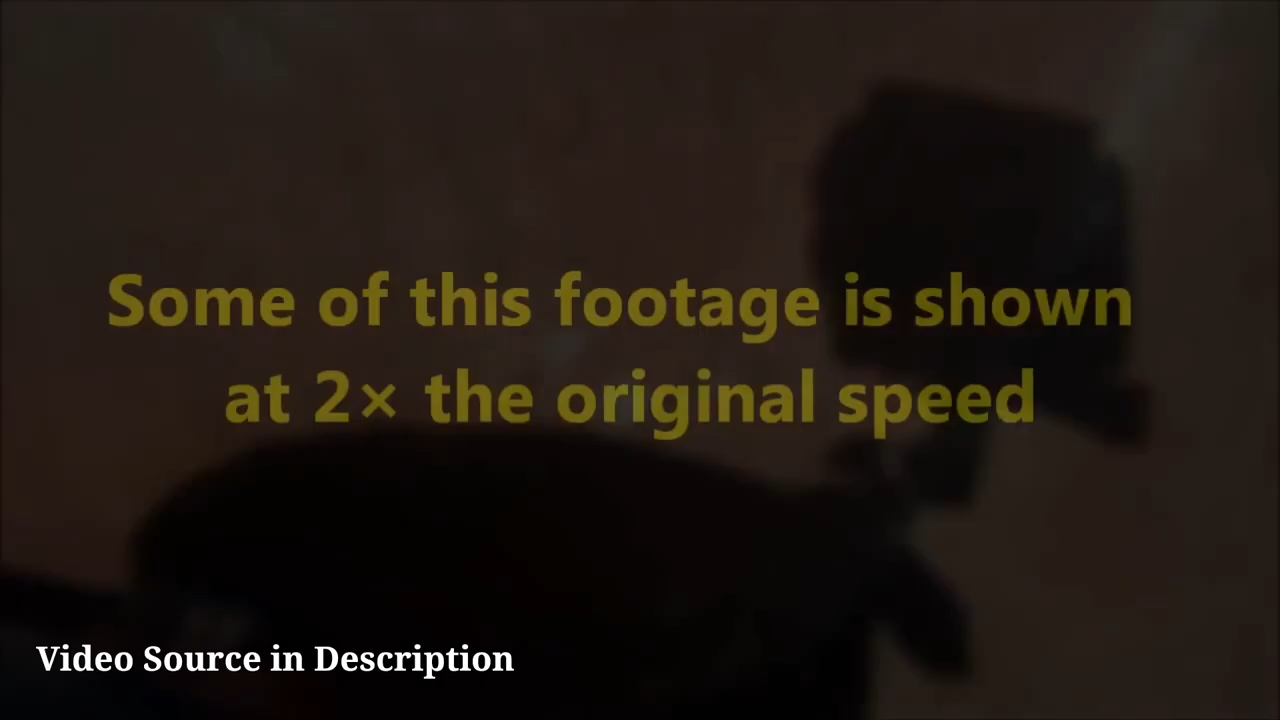 Some of this footage is shown
at 2× the original speed
Video Source in Description